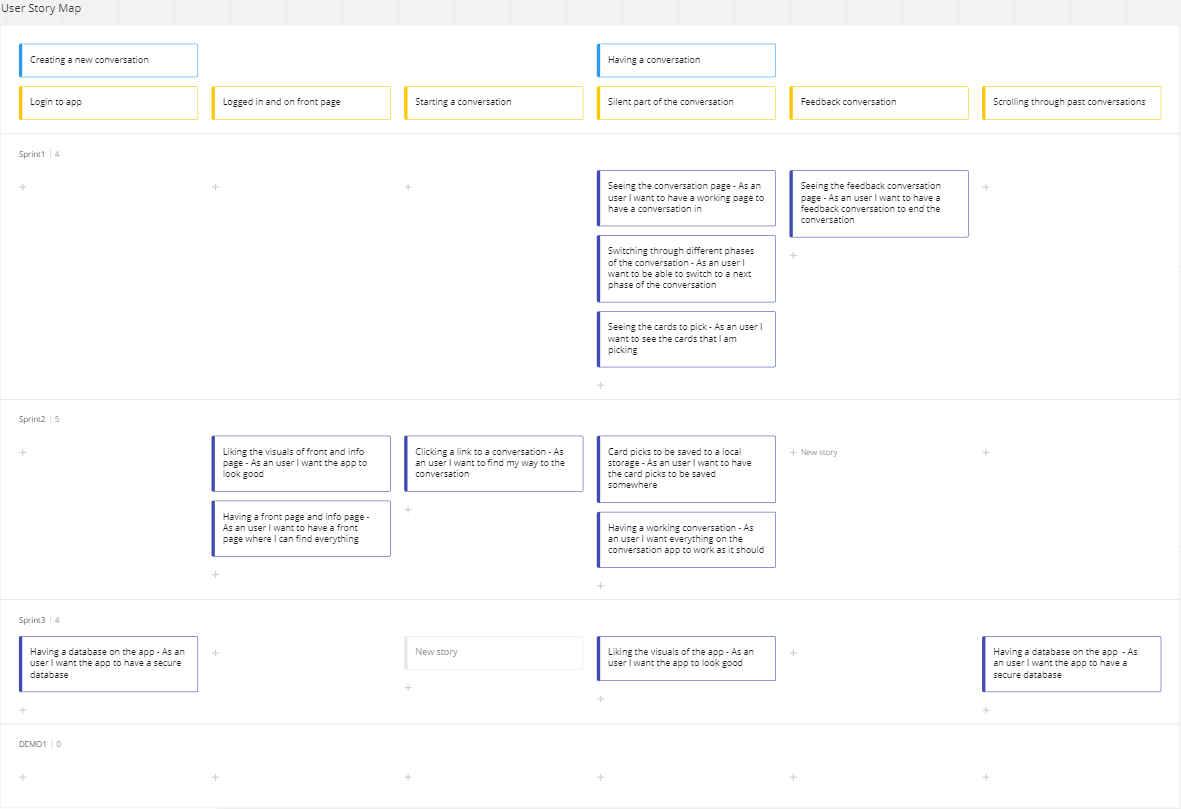 User Story Map
Creating a new conversation
Having a conversation
Login to app
Logged in and on front page
Starting a conversation
Silent part of the conversation
Feedback conversation
Scrolling through past conversations
Sprint1 | 4
+
+
+
Seeing the conversation page - As an
user I want to have a working page to
have a conversation in
Switching through different phases
of the conversation - As an user I
want to be able to switch to a next
phase of the conversation
Seeing the cards to pick - As an user I
want to see the cards that I am
picking
+
Seeing the feedback conversation
page - As an user I want to have a
feedback conversation to end the
conversation
+
+
Sprint2 | 5
+
Liking the visuals of front and info
page - As an user I want the app to
look good
Having a front page and info page -
As an user I want to have a front
page where I can find everything
+
Clicking a link to a conversation - As
an user I want to find my way to the
conversation
+
Card picks to be saved to a local
storage - As an user I want to have
the card picks to be saved
somewhere
Having a working conversation - As
an user I want everything on the
conversation app to work as it should
+
+ New story
+
Sprint3 | 4
Having a database on the app - As an
user I want the app to have a secure
database
+
+
New story
+
Liking the visuals of the app - As an
user I want the app to look good
+
+
Having a database on the app - As
an user I want the app to have a
secure database
+
DEMO1 | 0
+
+
+
+
+
+